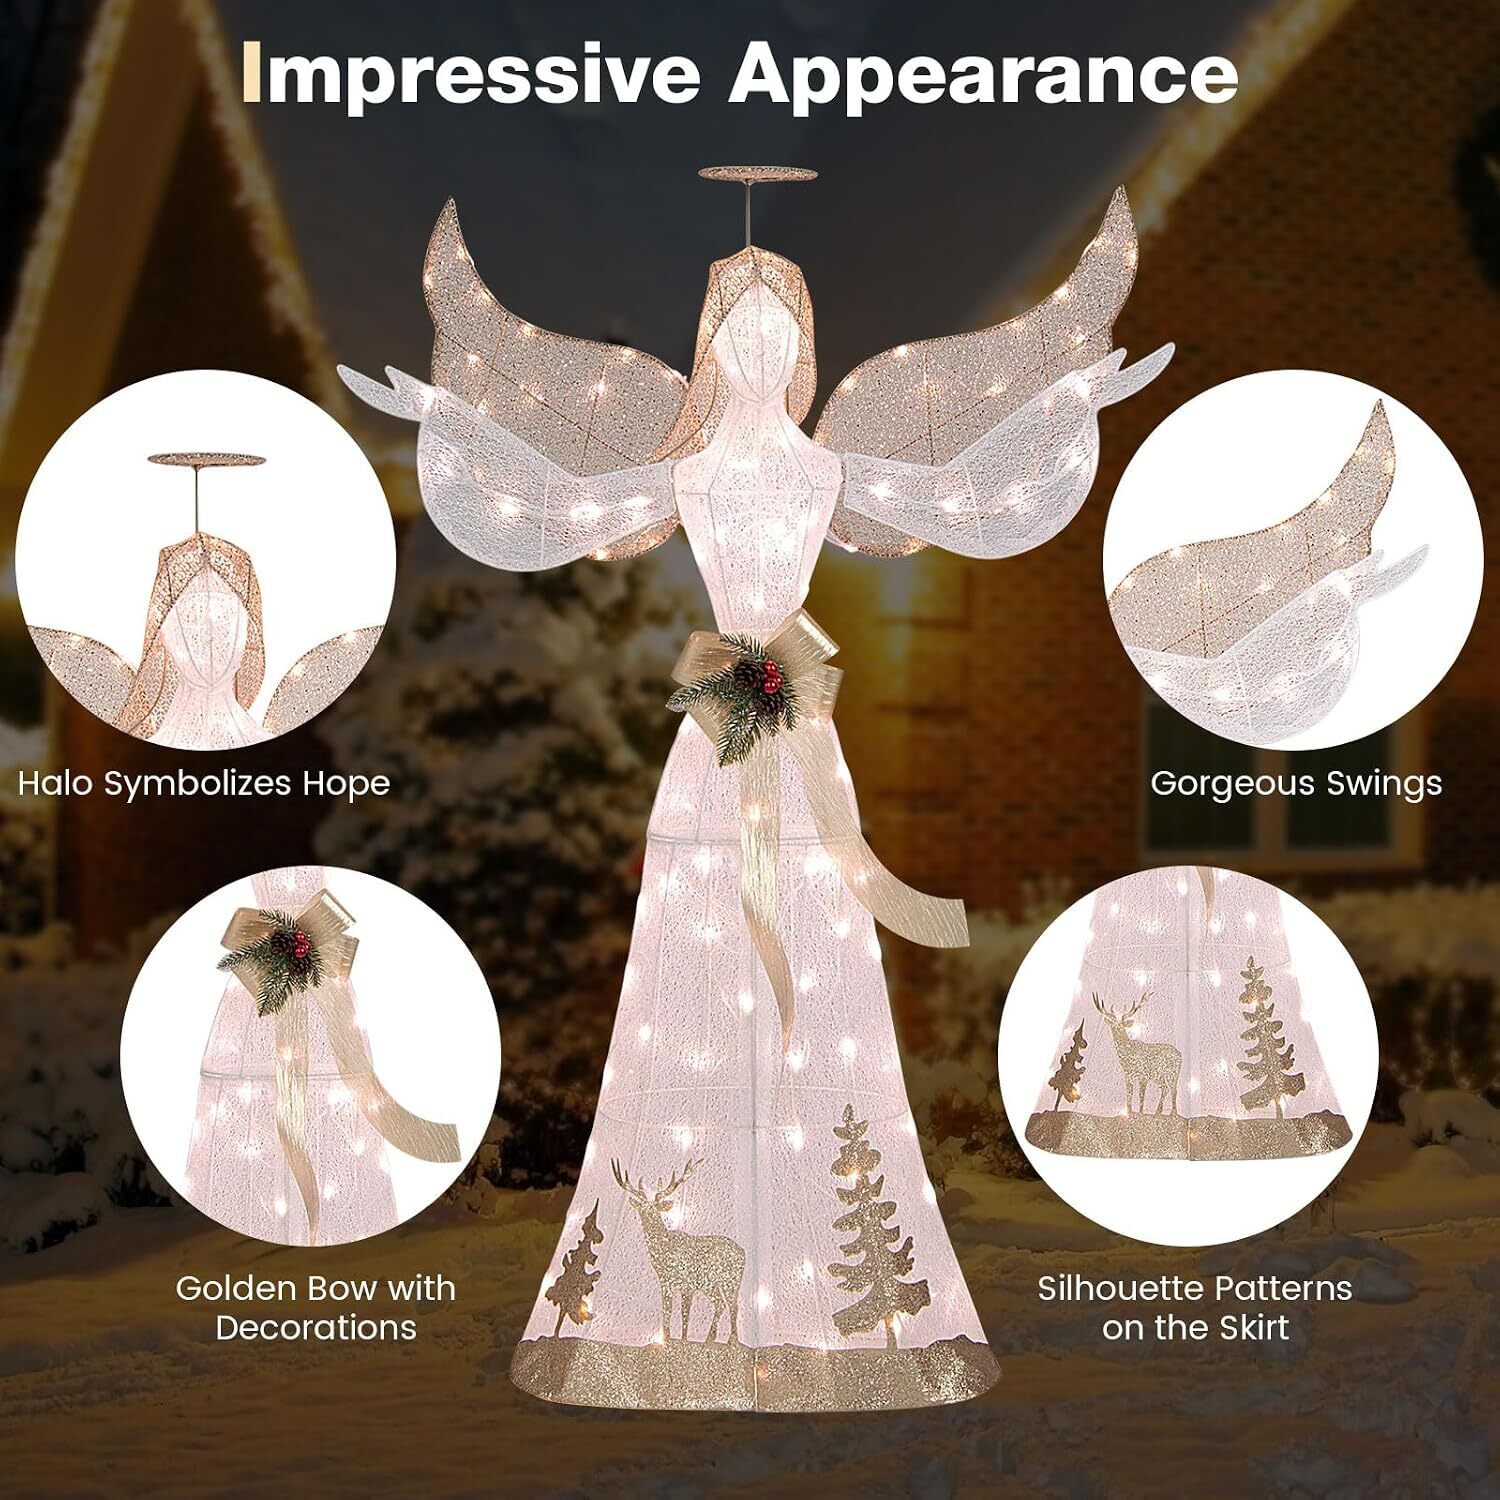 Impressive Appearance
Halo Symbolizes Hope
Gorgeous Swings
Golden Bow with
Decorations
Silhouette Patterns
on the Skirt